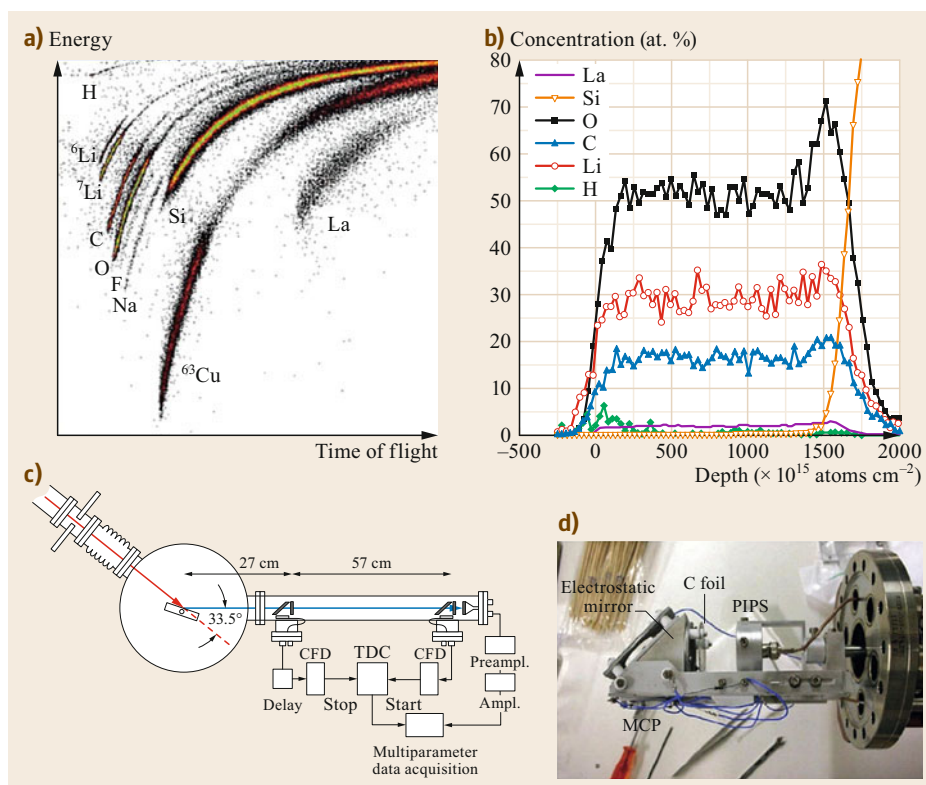 a) Energy
H
⁶Li
⁷Li
C
O
F
Na
Si
La
⁶³Cu
Time of flight
b) Concentration (at. %)
80
70
60
50
40
30
20
10
0
La
Si
O
C
Li
H
–500 0 500 1000 1500 2000
Depth (× 10¹⁵ atoms cm⁻²)
c)
27 cm 57 cm
33.5°
CFD TDC CFD
Delay Stop Start
Preampl.
Ampl.
Multiparameter
data acquisition
d)
Electrostatic
mirror
C foil
PIPS
MCP